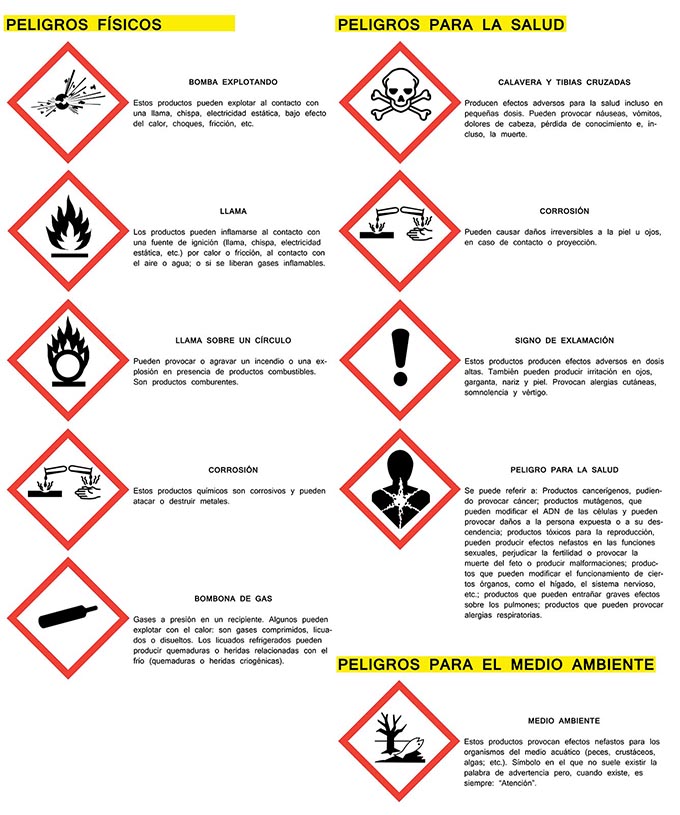 PELIGROS FÍSICOS
BOMBA EXPLOTANDO
Estos productos pueden explotar al contacto con
una llama, chispa, electricidad estática, bajo efecto
del calor, choques, fricción, etc.
LLAMA
Los productos pueden inflamarse al contacto con
una fuente de ignición (llama, chispa, electricidad
estática, etc.) por calor o fricción, al contacto con
el aire o agua; o si se liberan gases inflamables.
LLAMA SOBRE UN CÍRCULO
Pueden provocar o agravar un incendio o una ex-
plosión en presencia de productos combustibles.
Son productos comburentes.
CORROSIÓN
Estos productos químicos son corrosivos y pueden
atacar o destruir metales.
BOMBONA DE GAS
Gases a presión en un recipiente. Algunos pueden
explotar con el calor: son gases comprimidos, licua-
dos o disueltos. Los licuados refrigerados pueden
producir quemaduras o heridas relacionadas con el
frío (quemaduras o heridas criogénicas).
PELIGROS PARA LA SALUD
CALAVERA Y TIBIAS CRUZADAS
Producen efectos adversos para la salud incluso en
pequeñas dosis. Pueden provocar náuseas, vómitos,
dolores de cabeza, pérdida de conocimiento e, in-
cluso, la muerte.
CORROSIÓN
Pueden causar daños irreversibles a la piel u ojos,
en caso de contacto o proyección.
SIGNO DE EXLAMACIÓN
Estos productos producen efectos adversos en dosis
altas. También pueden producir irritación en ojos,
garganta, nariz y piel. Provocan alergias cutáneas,
somnolencia y vértigo.
PELIGRO PARA LA SALUD
Se puede referir a: Productos cancerígenos, pudien-
do provocar cáncer; productos mutágenos, que
pueden modificar el ADN de las células y pueden
provocar daños a la persona expuesta o a su des-
cendencia; productos tóxicos para la reproducción,
pueden producir efectos nefastos en las funciones
sexuales, perjudicar la fertilidad o provocar la
muerte del feto o producir malformaciones; produc-
tos que pueden modificar el funcionamiento de cier-
tos órganos, como el hígado, el sistema nervioso,
etc.; productos que pueden entrañar graves efectos
sobre los pulmones; productos que pueden provocar
alergias respiratorias.
PELIGROS PARA EL MEDIO AMBIENTE
MEDIO AMBIENTE
Estos productos provocan efectos nefastos para los
organismos del medio acuático (peces, crustáceos,
algas; etc.). Símbolo en el que no suele existir la
palabra de advertencia pero, cuando existe, es
siempre: "Atención".